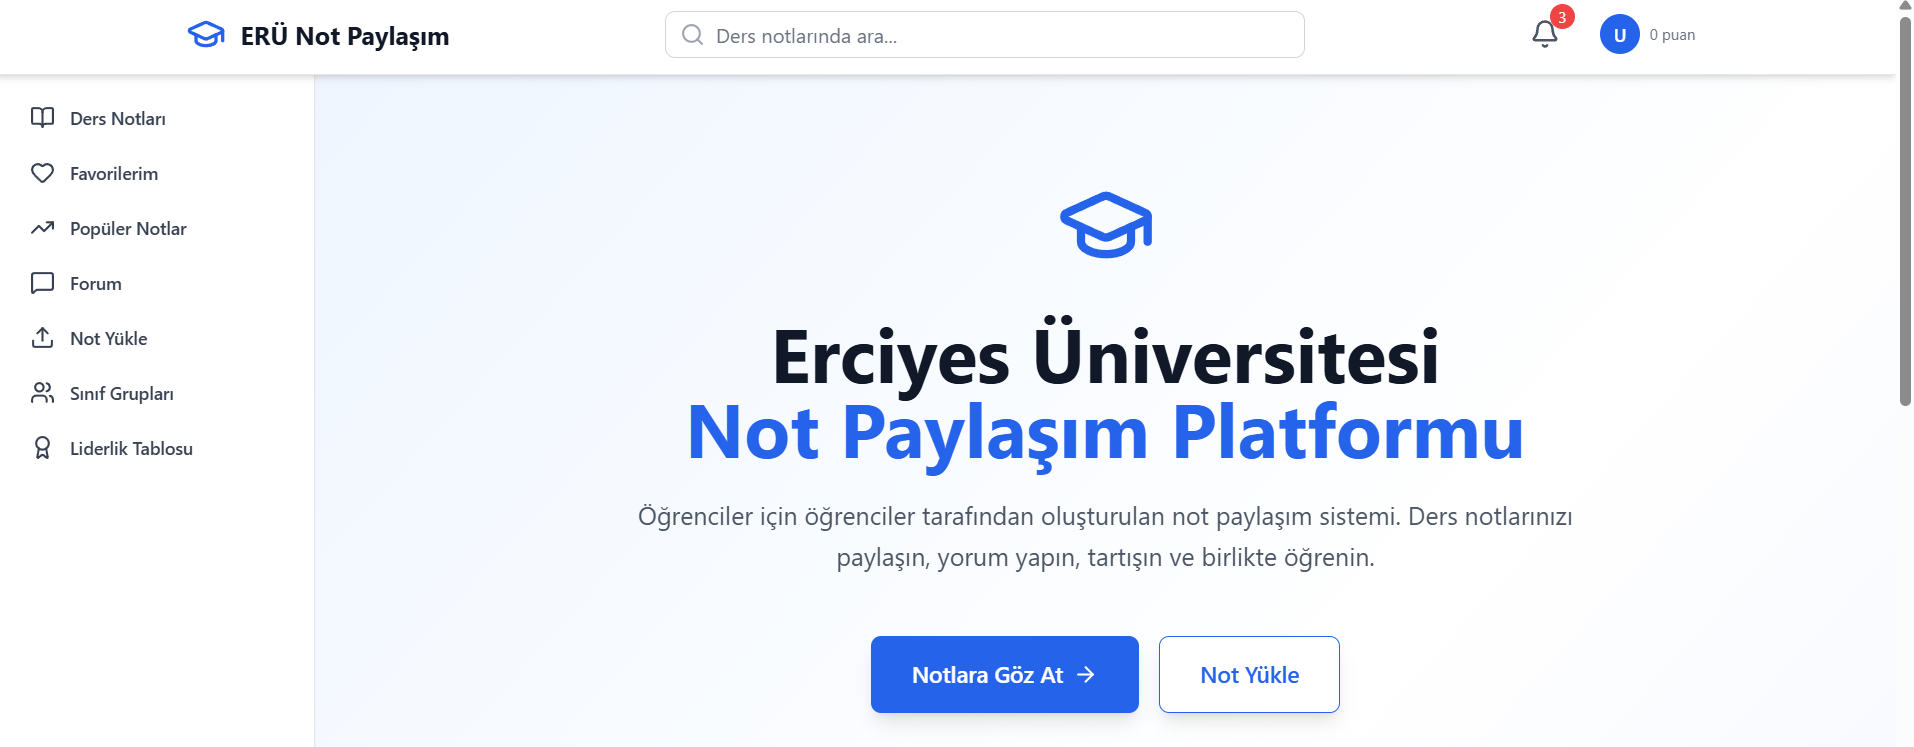 ERÜ Not Paylaşım
Ders notlarında ara...
3
U
0 puan
Ders Notları
Favorilerim
Popüler Notlar
Forum
Not Yükle
Sınıf Grupları
Liderlik Tablosu
Erciyes Üniversitesi
Not Paylaşım Platformu
Öğrenciler için öğrenciler tarafından oluşturulan not paylaşım sistemi. Ders notlarınızı
paylaşın, yorum yapın, tartışın ve birlikte öğrenin.
Notlara Göz At
Not Yükle